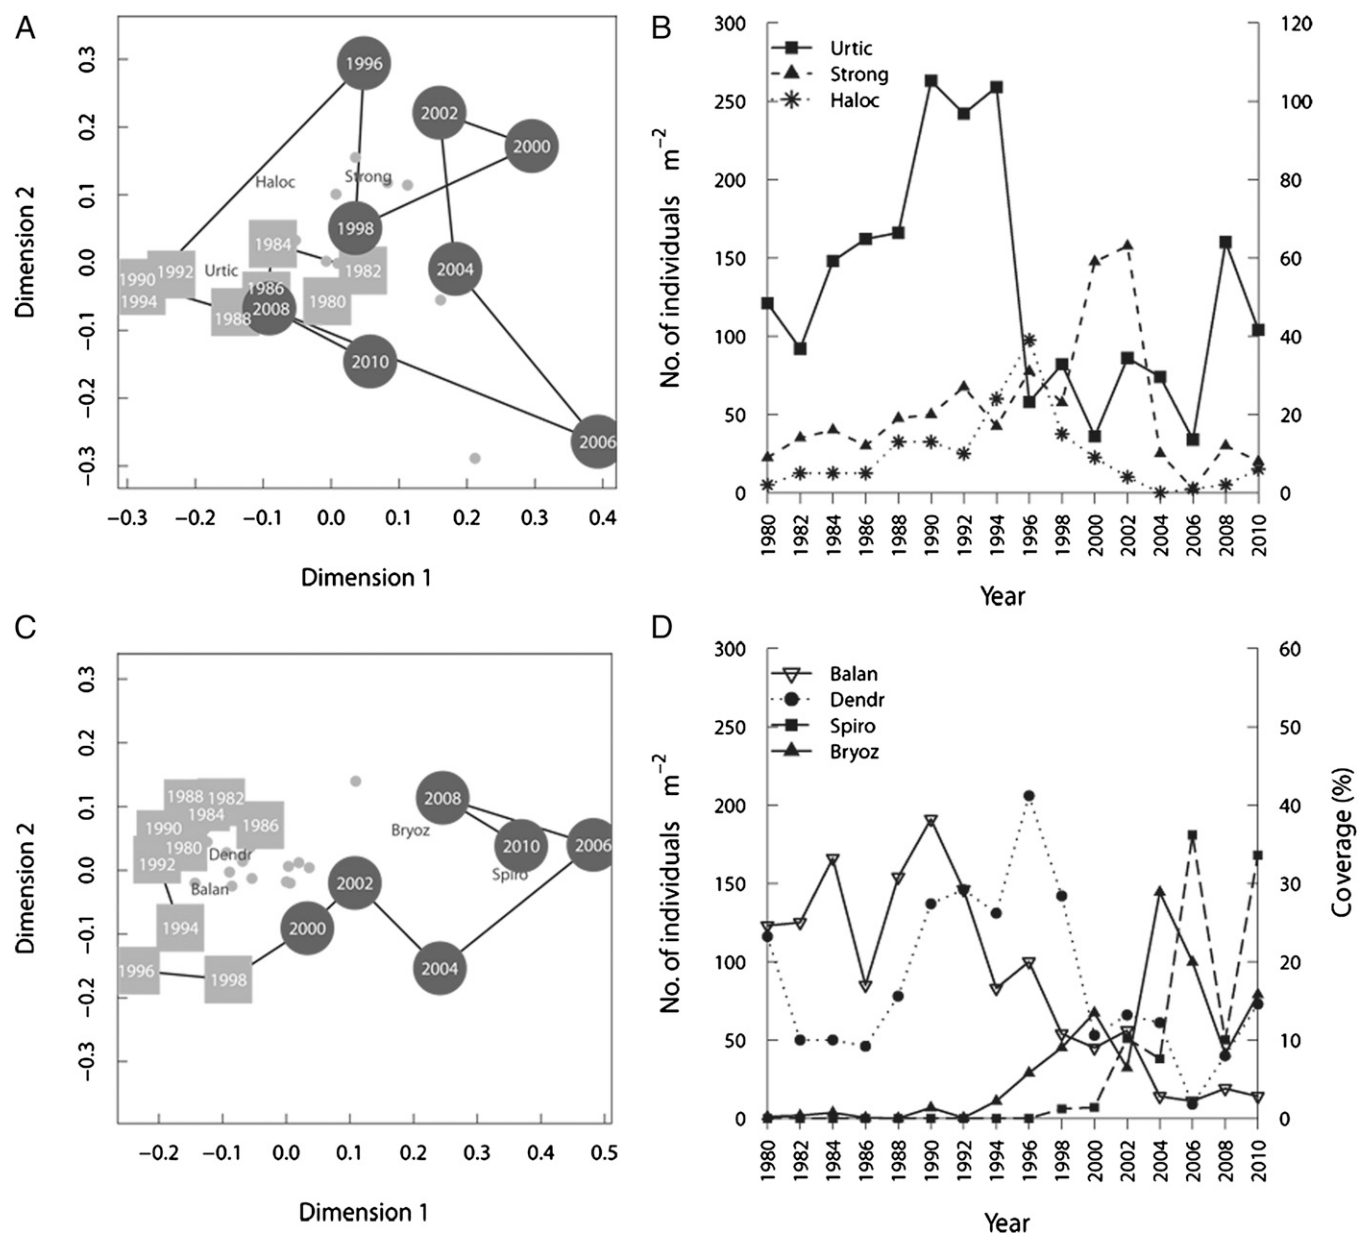 A
0.3
0.2
0.1
0.0
−0.1
−0.2
−0.3
Dimension 2
1996
2002
2000
Haloc
Strong
1998
1984
1982
1990
1992
1994
Urtic
1986
1980
1988
2008
2004
2010
2006
−0.3 −0.2 −0.1 0.0 0.1 0.2 0.3 0.4
Dimension 1
B
300
250
200
150
100
50
0
No. of individuals m−2
Urtic
Strong
Haloc
120
100
80
60
40
20
0
1980 1982 1984 1986 1988 1990 1992 1994 1996 1998 2000 2002 2004 2006 2008 2010
Year
C
0.3
0.2
0.1
0.0
−0.1
−0.2
−0.3
Dimension 2
1988
1982
1984
1990
1986
1980
1992
Dendr
Balan
1994
1996
1998
2000
2002
2004
2008
Bryoz
2010
2006
Spiro
−0.2 −0.1 0.0 0.1 0.2 0.3 0.4 0.5
Dimension 1
D
300
250
200
150
100
50
0
No. of individuals m−2
Balan
Dendr
Spiro
Bryoz
60
50
40
30
20
10
0
Coverage (%)
1980 1982 1984 1986 1988 1990 1992 1994 1996 1998 2000 2002 2004 2006 2008 2010
Year